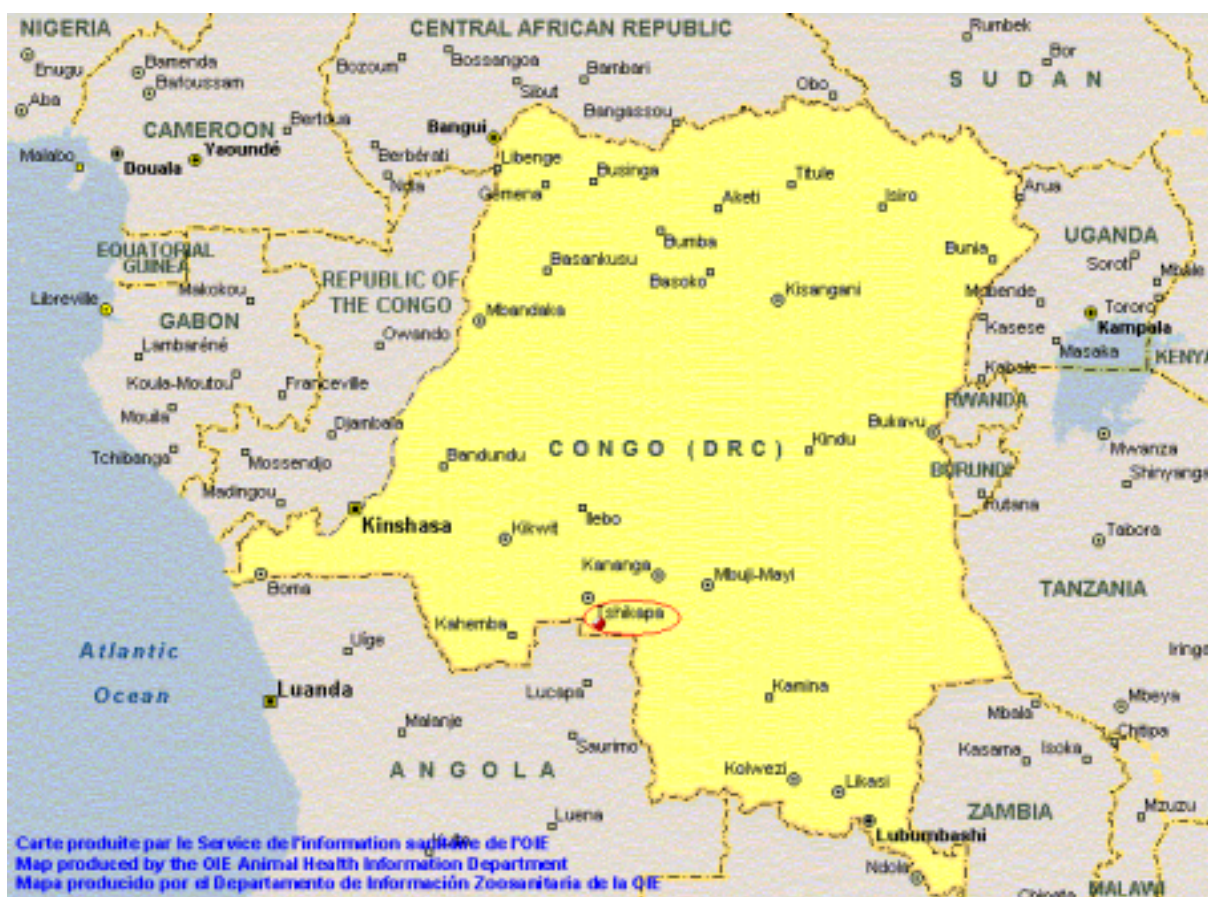 NIGERIA
CENTRAL AFRICAN REPUBLIC
Rumbek
Enugu
Bamenda
Bossangoa
Bor
Bozoum
Bambari
Bafoussam
Sibut
Obo
S U D A N
Aba
Bangassou
CAMEROON
Bertoua
Bangui
Malabo
Yaoundé
Douala
Berbérati
Libenge
Businga
Titule
Nola
Gemena
Aketi
Isiro
Arua
Bumba
UGANDA
EQUATORIAL
GUINEA
Bunia
Soroti
Mbale
REPUBLIC OF
THE CONGO
Basankusu
Basoko
Makokou
Kisangani
Mubende
Libreville
Tororo
GABON
Mbandaka
Kasese
Kampala
Owando
Lambaréné
Masaka
KENYA
Koula-Moutou
Franceville
Kabale
RWANDA
Mouila
Djambala
Bukavu
C O N G O ( D R C )
Kindu
Tchibanga
Mossendjo
Bandundu
Mwanza
BURUNDI
Shinyanga
Madingou
Rutana
Kinshasa
Ilebo
Kikwit
Tabora
Kananga
Mbuji-Mayi
Boma
TANZANIA
Tshikapa
Kahemba
Uíge
Atlantic
Ocean
Iringa
Luanda
Lucapa
Kamina
Mbeya
Mbala
Malanje
Chitipa
Saurimo
Kasama
Isoka
A N G O L A
Kolwezi
Likasi
Luena
ZAMBIA
Mzuzu
Lubumbashi
Carte produite par le Service de l'information sanitaire de l'OIE
Map produced by the OIE Animal Health Information Department
Ndola
Mapa producido por el Departamento de Información Zoosanitaria de la OIE
MALAWI